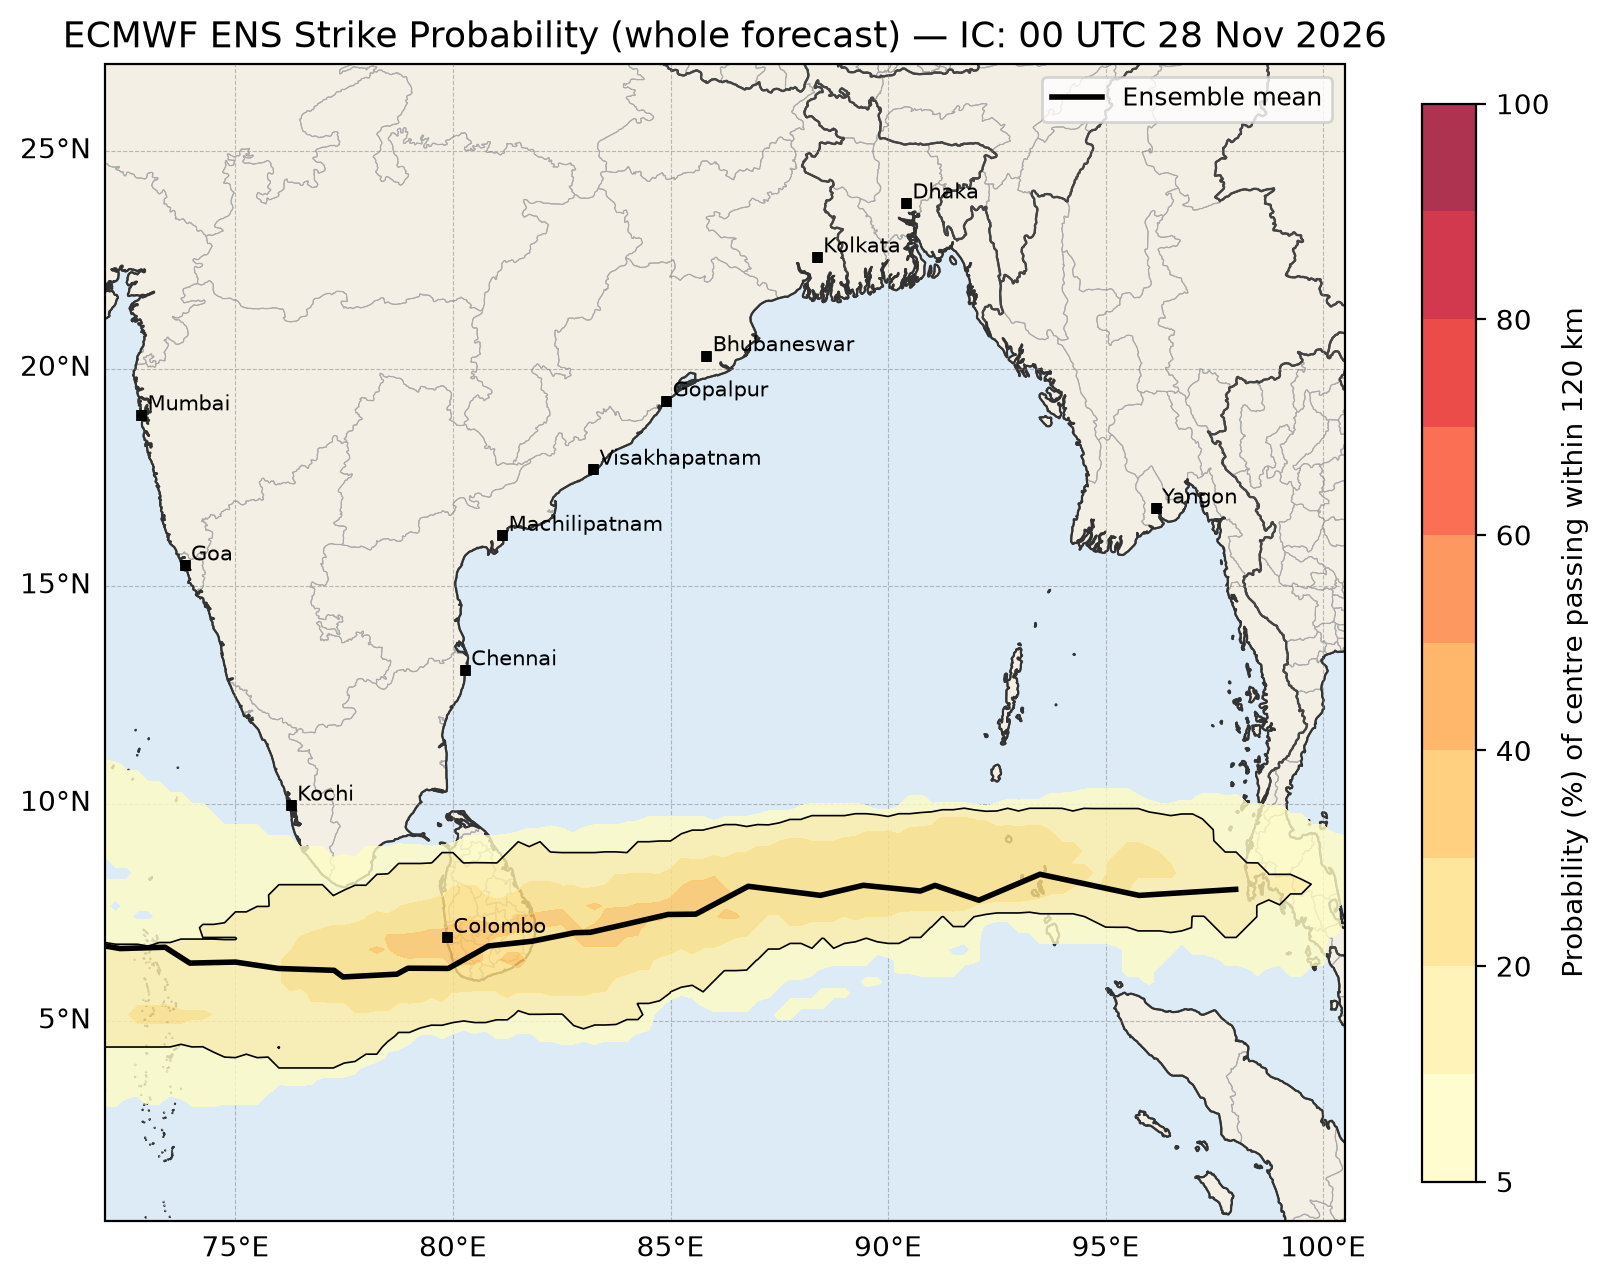 ECMWF ENS Strike Probability (whole forecast) — IC: 00 UTC 28 Nov 2026
Ensemble mean
100
80
60
40
20
5
Probability (%) of centre passing within 120 km
25°N
20°N
15°N
10°N
5°N
75°E
80°E
85°E
90°E
95°E
100°E
Dhaka
Kolkata
Bhubaneswar
Gopalpur
Mumbai
Visakhapatnam
Yangon
Machilipatnam
Goa
Chennai
Kochi
Colombo